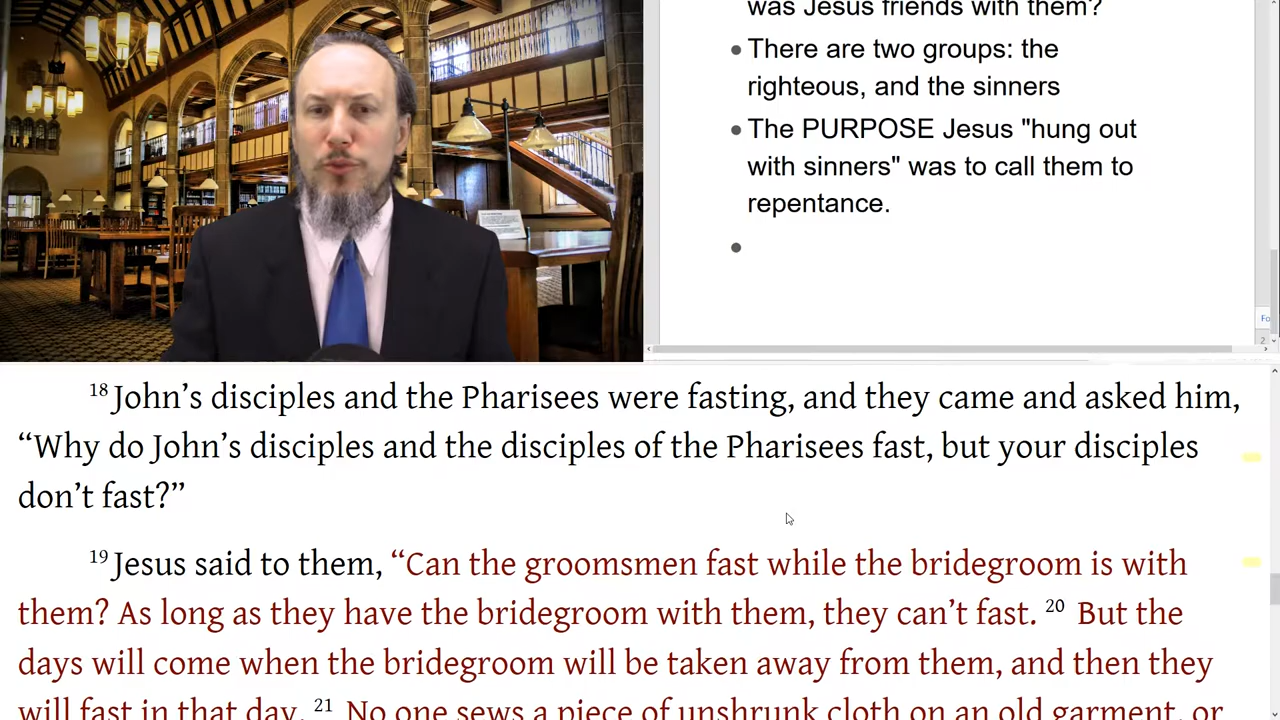 was Jesus friends with them?
• There are two groups: the
righteous, and the sinners
• The PURPOSE Jesus "hung out
with sinners" was to call them to
repentance.
•
Fo
2
18 John’s disciples and the Pharisees were fasting, and they came and asked him,
“Why do John’s disciples and the disciples of the Pharisees fast, but your disciples
don’t fast?”
19 Jesus said to them, “Can the groomsmen fast while the bridegroom is with
them? As long as they have the bridegroom with them, they can’t fast. 20 But the
days will come when the bridegroom will be taken away from them, and then they
will fast in that day. 21 No one sews a piece of unshrunk cloth on an old garment, or